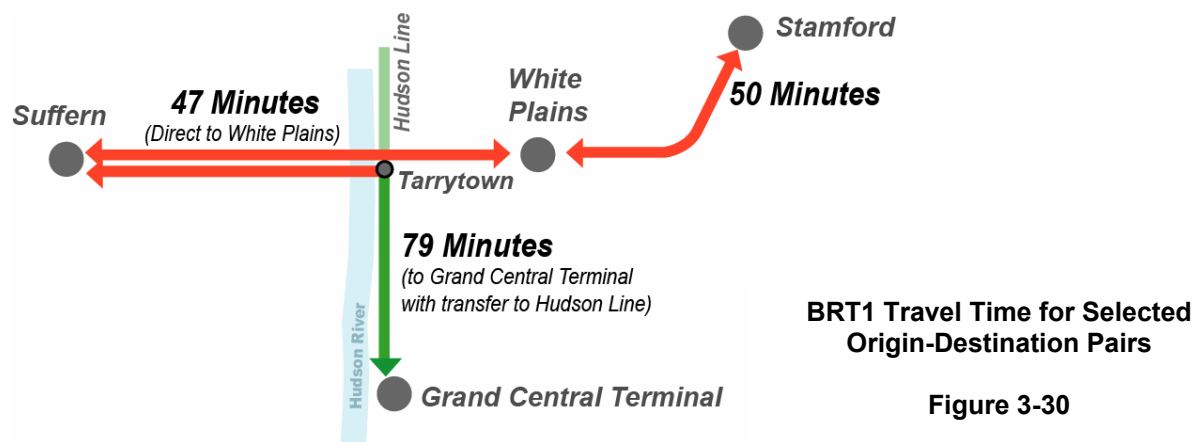 Stamford
Hudson Line
White
Plains
50 Minutes
47 Minutes
(Direct to White Plains)
Suffern
Tarrytown
79 Minutes
(to Grand Central Terminal
with transfer to Hudson Line)
Hudson River
Grand Central Terminal
BRT1 Travel Time for Selected
Origin-Destination Pairs
Figure 3-30